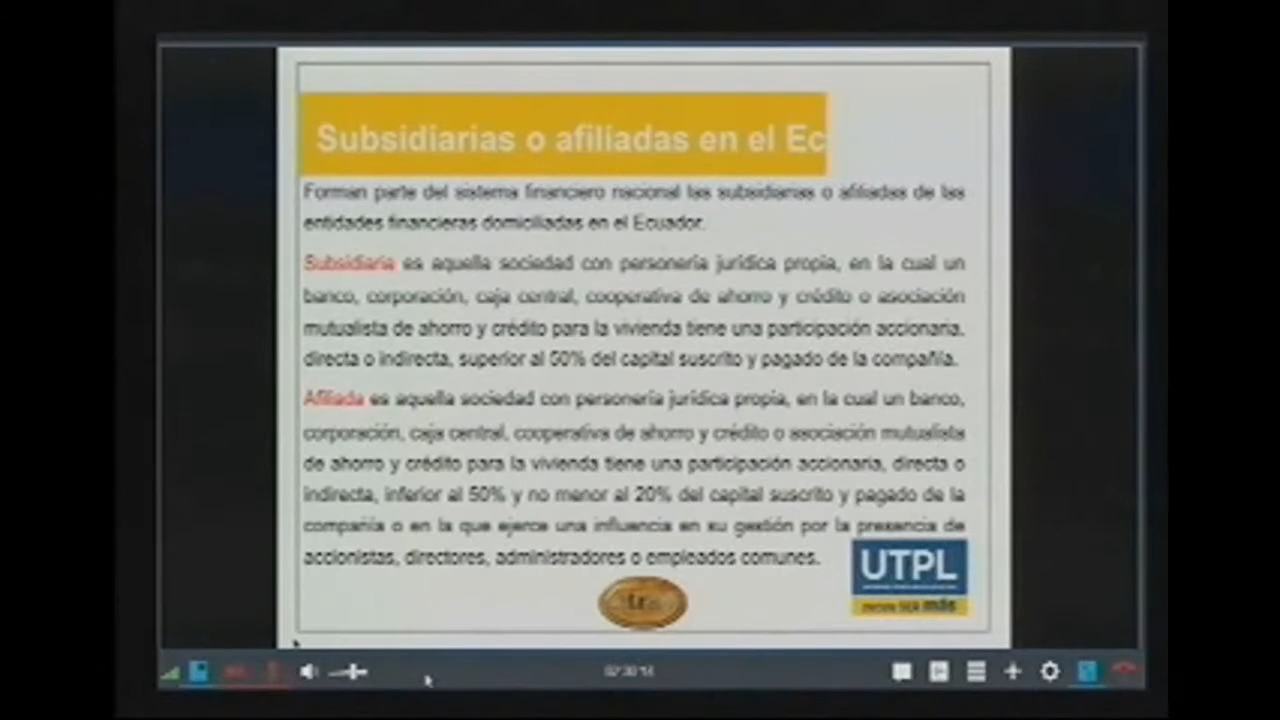 Subsidiarias o afiliadas en el Ec
Forman parte del sistema financiero nacional las subsidiarias o afiliadas de las
entidades financieras domiciliadas en el Ecuador.
Subsidiaria es aquella sociedad con personería jurídica propia, en la cual un
banco, corporación, caja central, cooperativa de ahorro y crédito o asociación
mutualista de ahorro y crédito para la vivienda tiene una participación accionaria,
directa o indirecta, superior al 50% del capital suscrito y pagado de la compañía.
Afiliada es aquella sociedad con personería jurídica propia, en la cual un banco,
corporación, caja central, cooperativa de ahorro y crédito o asociación mutualista
de ahorro y crédito para la vivienda tiene una participación accionaria, directa o
indirecta, inferior al 50% y no menor al 20% del capital suscrito y pagado de la
compañía o en la que ejerce una influencia en su gestión por la presencia de
accionistas, directores, administradores o empleados comunes.
UTPL
más